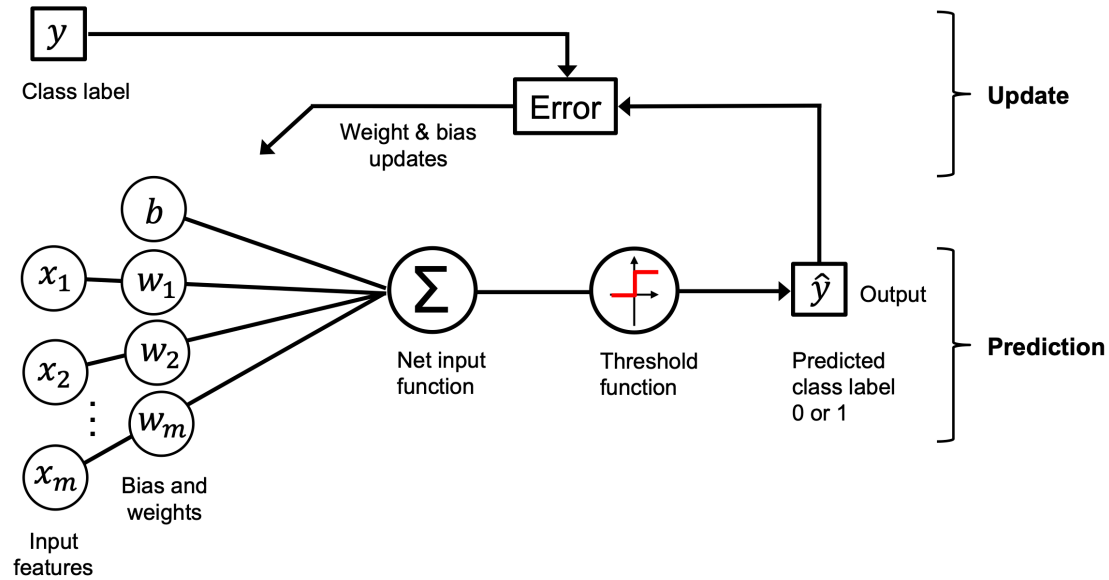 y
Class label
Error
Update
Weight & bias
updates
b
x₁
w₁
x₂
w₂
⋮
wₘ
xₘ
Σ
Net input
function
Threshold
function
ŷ
Output
Predicted
class label
0 or 1
Prediction
Bias and
weights
Input
features